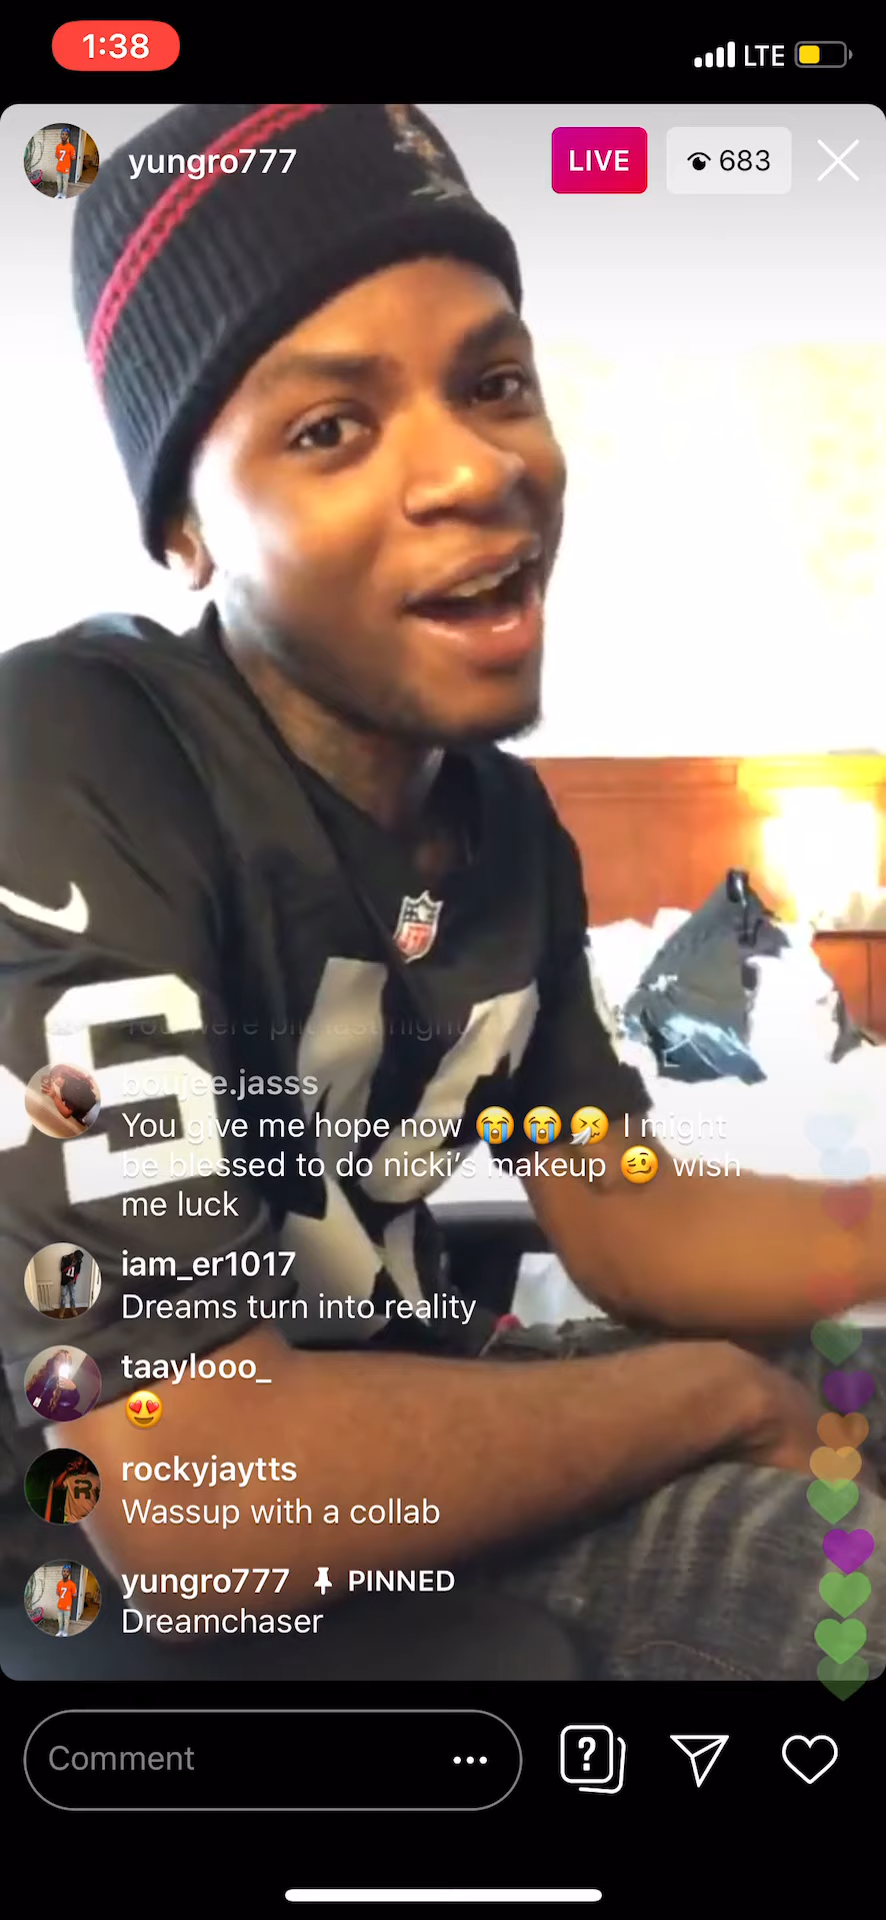 1:38
LTE
yungro777
LIVE
683
boujee.jasss
You give me hope now 😭😭🤧 I might
be blessed to do nicki's makeup 🥴 wish
me luck
iam_er1017
Dreams turn into reality
taaylooo_
😍
rockyjaytts
Wassup with a collab
yungro777 PINNED
Dreamchaser
Comment